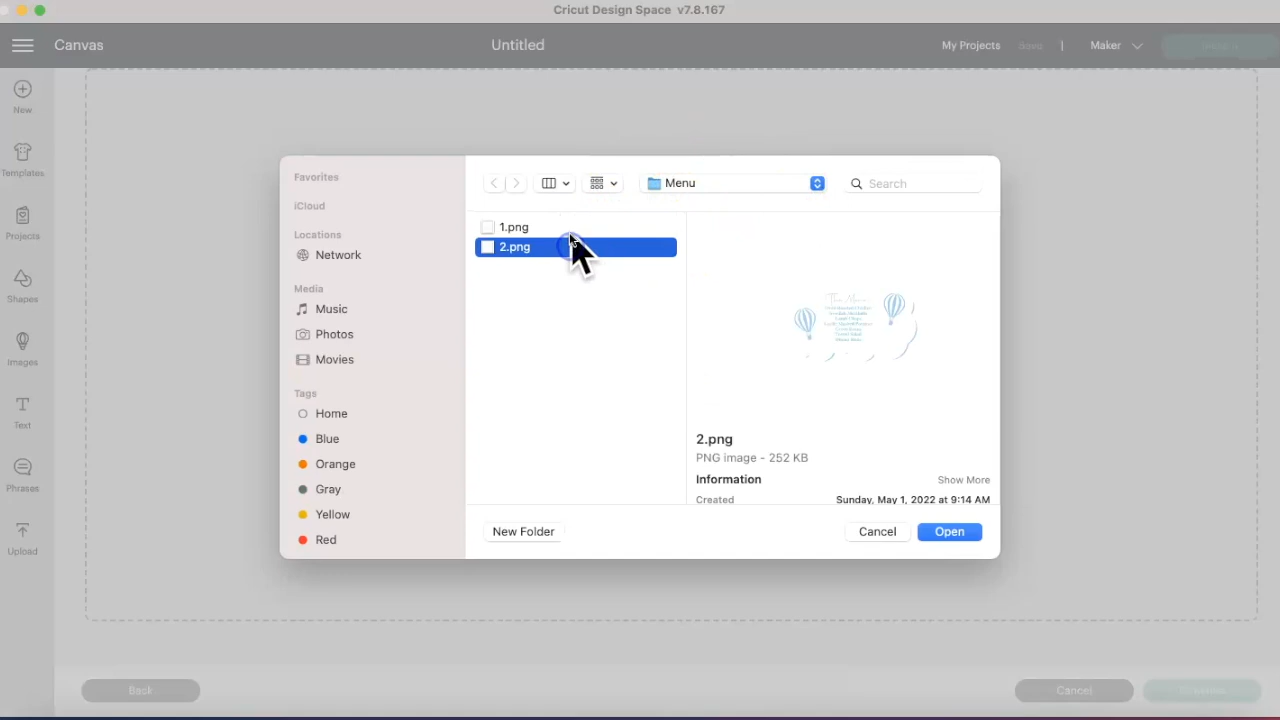 Cricut Design Space v7.8.167
Canvas
Untitled
My Projects
Save
|
Maker
New
Templates
Projects
Shapes
Images
Text
Phrases
Upload
Favorites
iCloud
Locations
Network
Media
Music
Photos
Movies
Tags
Home
Blue
Orange
Gray
Yellow
Red
Menu
Search
1.png
2.png
The Menu
2.png
PNG image - 252 KB
Information
Show More
Created
Sunday, May 1, 2022 at 9:14 AM
New Folder
Cancel
Open
Back
Cancel